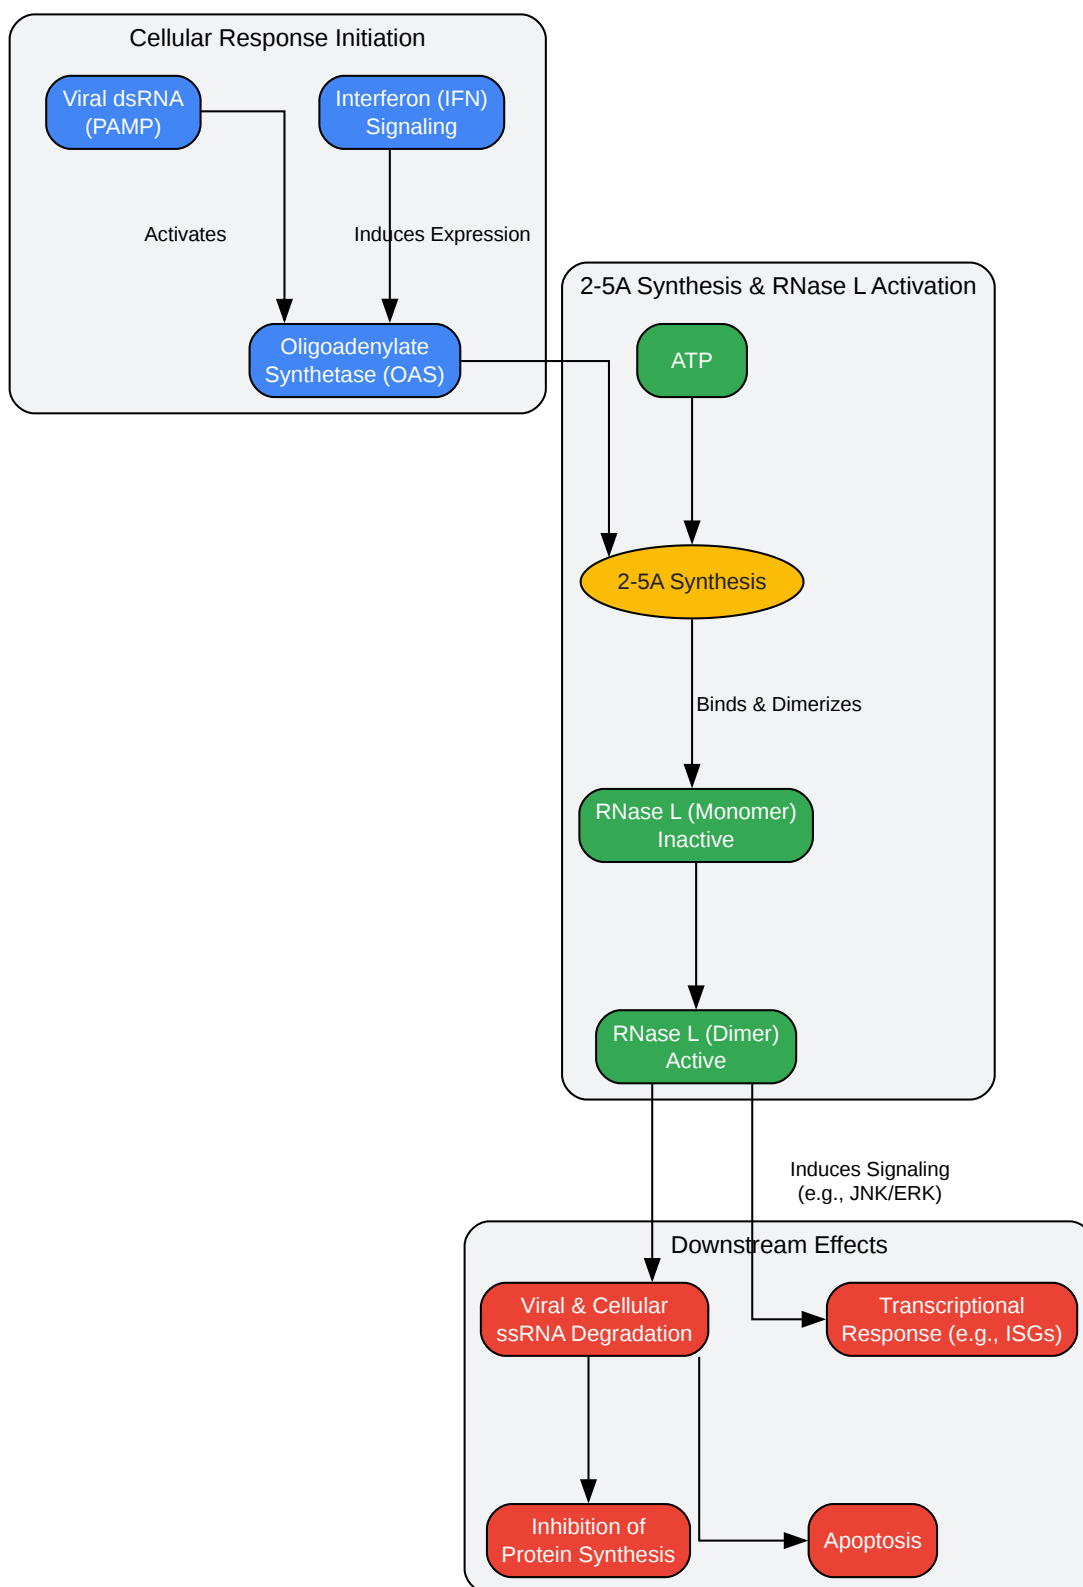 Cellular Response Initiation
Viral dsRNA
(PAMP)
Interferon (IFN)
Signaling
Activates
Induces Expression
Oligoadenylate
Synthetase (OAS)
2-5A Synthesis & RNase L Activation
ATP
2-5A Synthesis
Binds & Dimerizes
RNase L (Monomer)
Inactive
RNase L (Dimer)
Active
Induces Signaling
(e.g., JNK/ERK)
Downstream Effects
Viral & Cellular
ssRNA Degradation
Transcriptional
Response (e.g., ISGs)
Inhibition of
Protein Synthesis
Apoptosis